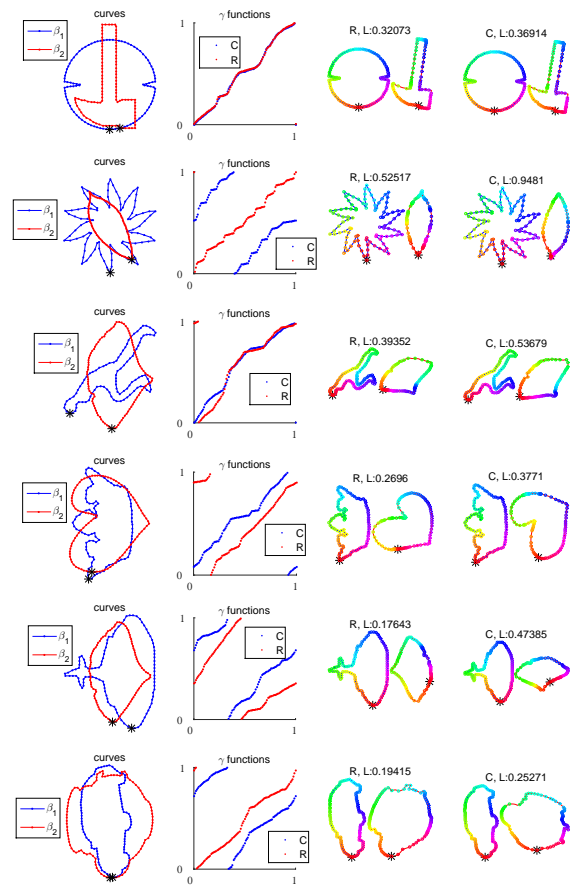 curves
γ functions
R, L:0.32073
C, L:0.36914
β1
β2
1
C
R
0
0
1
curves
γ functions
R, L:0.52517
C, L:0.9481
β1
β2
1
C
R
0
0
1
curves
γ functions
R, L:0.39352
C, L:0.53679
β1
β2
1
C
R
0
0
1
curves
γ functions
R, L:0.2696
C, L:0.3771
β1
β2
1
C
R
0
0
1
curves
γ functions
R, L:0.17643
C, L:0.47385
β1
β2
1
C
R
0
0
1
curves
γ functions
R, L:0.19415
C, L:0.25271
β1
β2
1
C
R
0
0
1